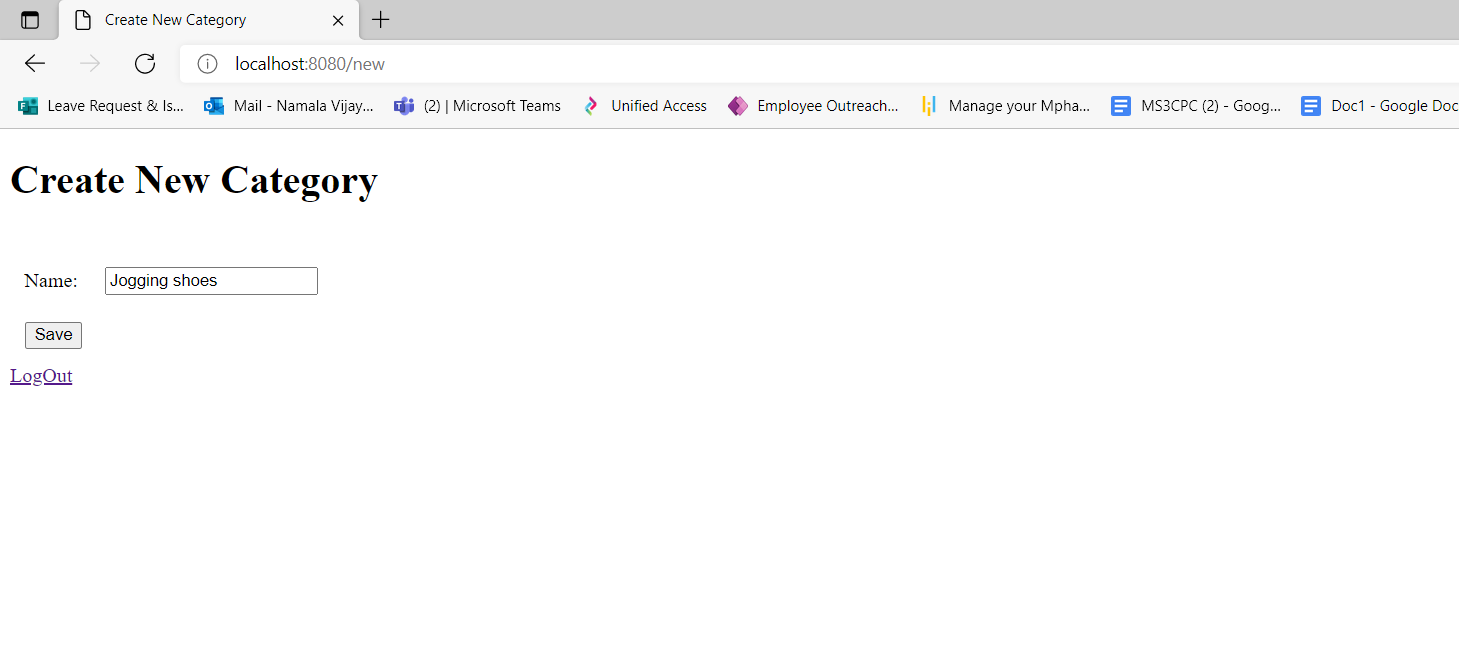 Create New Category
localhost:8080/new
Leave Request & Is... Mail - Namala Vijay... (2) | Microsoft Teams Unified Access Employee Outreach... Manage your Mpha... MS3CPC (2) - Goog... Doc1 - Google Doc
Create New Category
Name: Jogging shoes
Save
LogOut